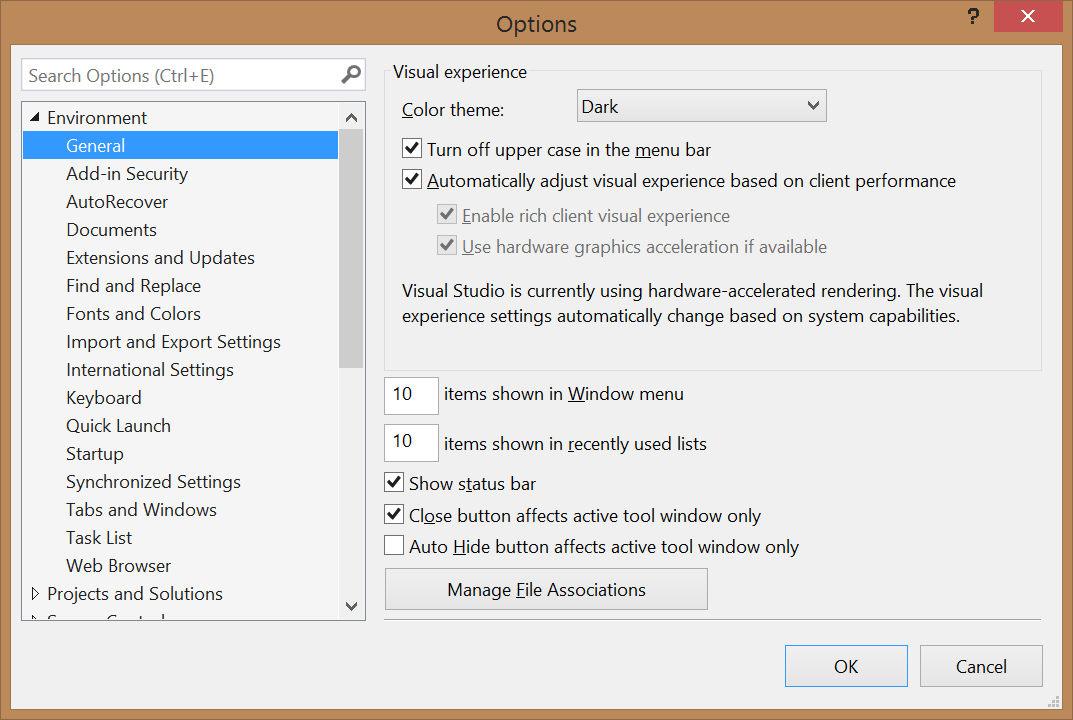 Options
?
Search Options (Ctrl+E)
Environment
General
Add-in Security
AutoRecover
Documents
Extensions and Updates
Find and Replace
Fonts and Colors
Import and Export Settings
International Settings
Keyboard
Quick Launch
Startup
Synchronized Settings
Tabs and Windows
Task List
Web Browser
Projects and Solutions
Visual experience
Color theme: Dark
Turn off upper case in the menu bar
Automatically adjust visual experience based on client performance
Enable rich client visual experience
Use hardware graphics acceleration if available
Visual Studio is currently using hardware-accelerated rendering. The visual
experience settings automatically change based on system capabilities.
10 items shown in Window menu
10 items shown in recently used lists
Show status bar
Close button affects active tool window only
Auto Hide button affects active tool window only
Manage File Associations
OK Cancel